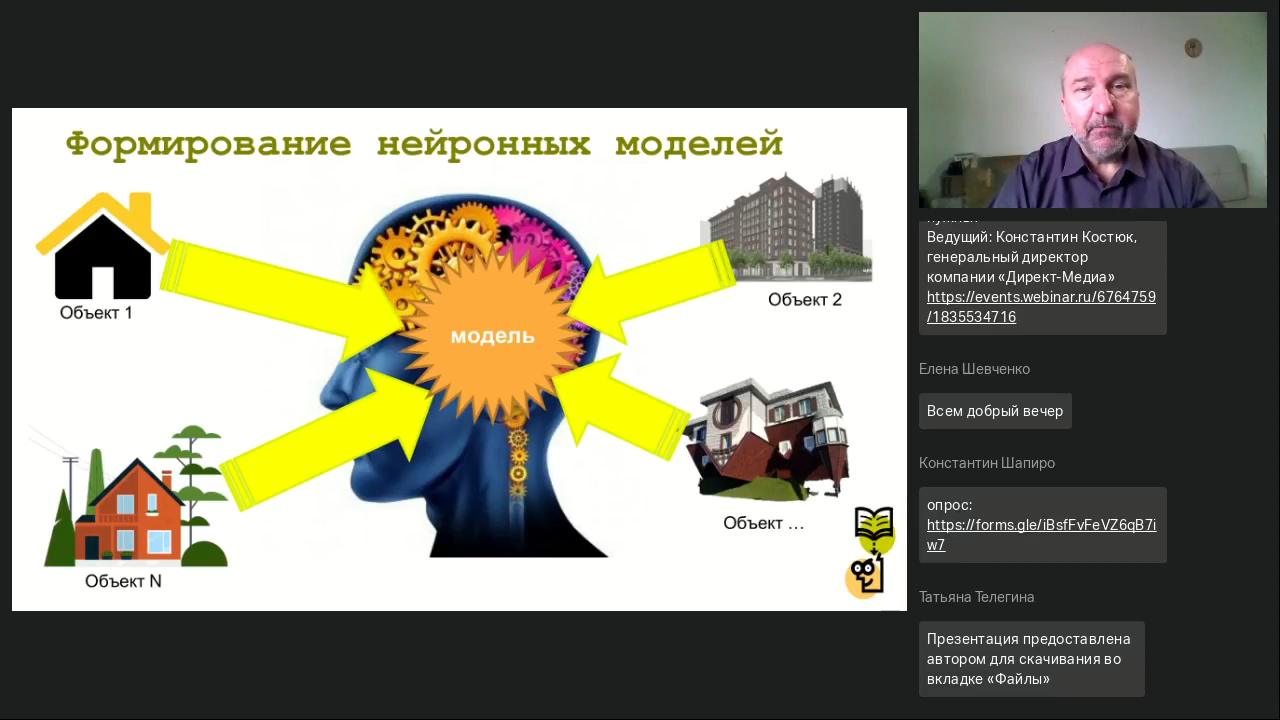 Формирование нейронных моделей
Объект 1
модель
Объект 2
Объект N
Объект ...
Ведущий: Константин Костюк,
генеральный директор
компании «Директ-Медиа»
https://events.webinar.ru/6764759
/1835534716
Елена Шевченко
Всем добрый вечер
Константин Шапиро
опрос:
https://forms.gle/iBsfFvFeVZ6qB7i
w7
Татьяна Телегина
Презентация предоставлена
автором для скачивания во
вкладке «Файлы»